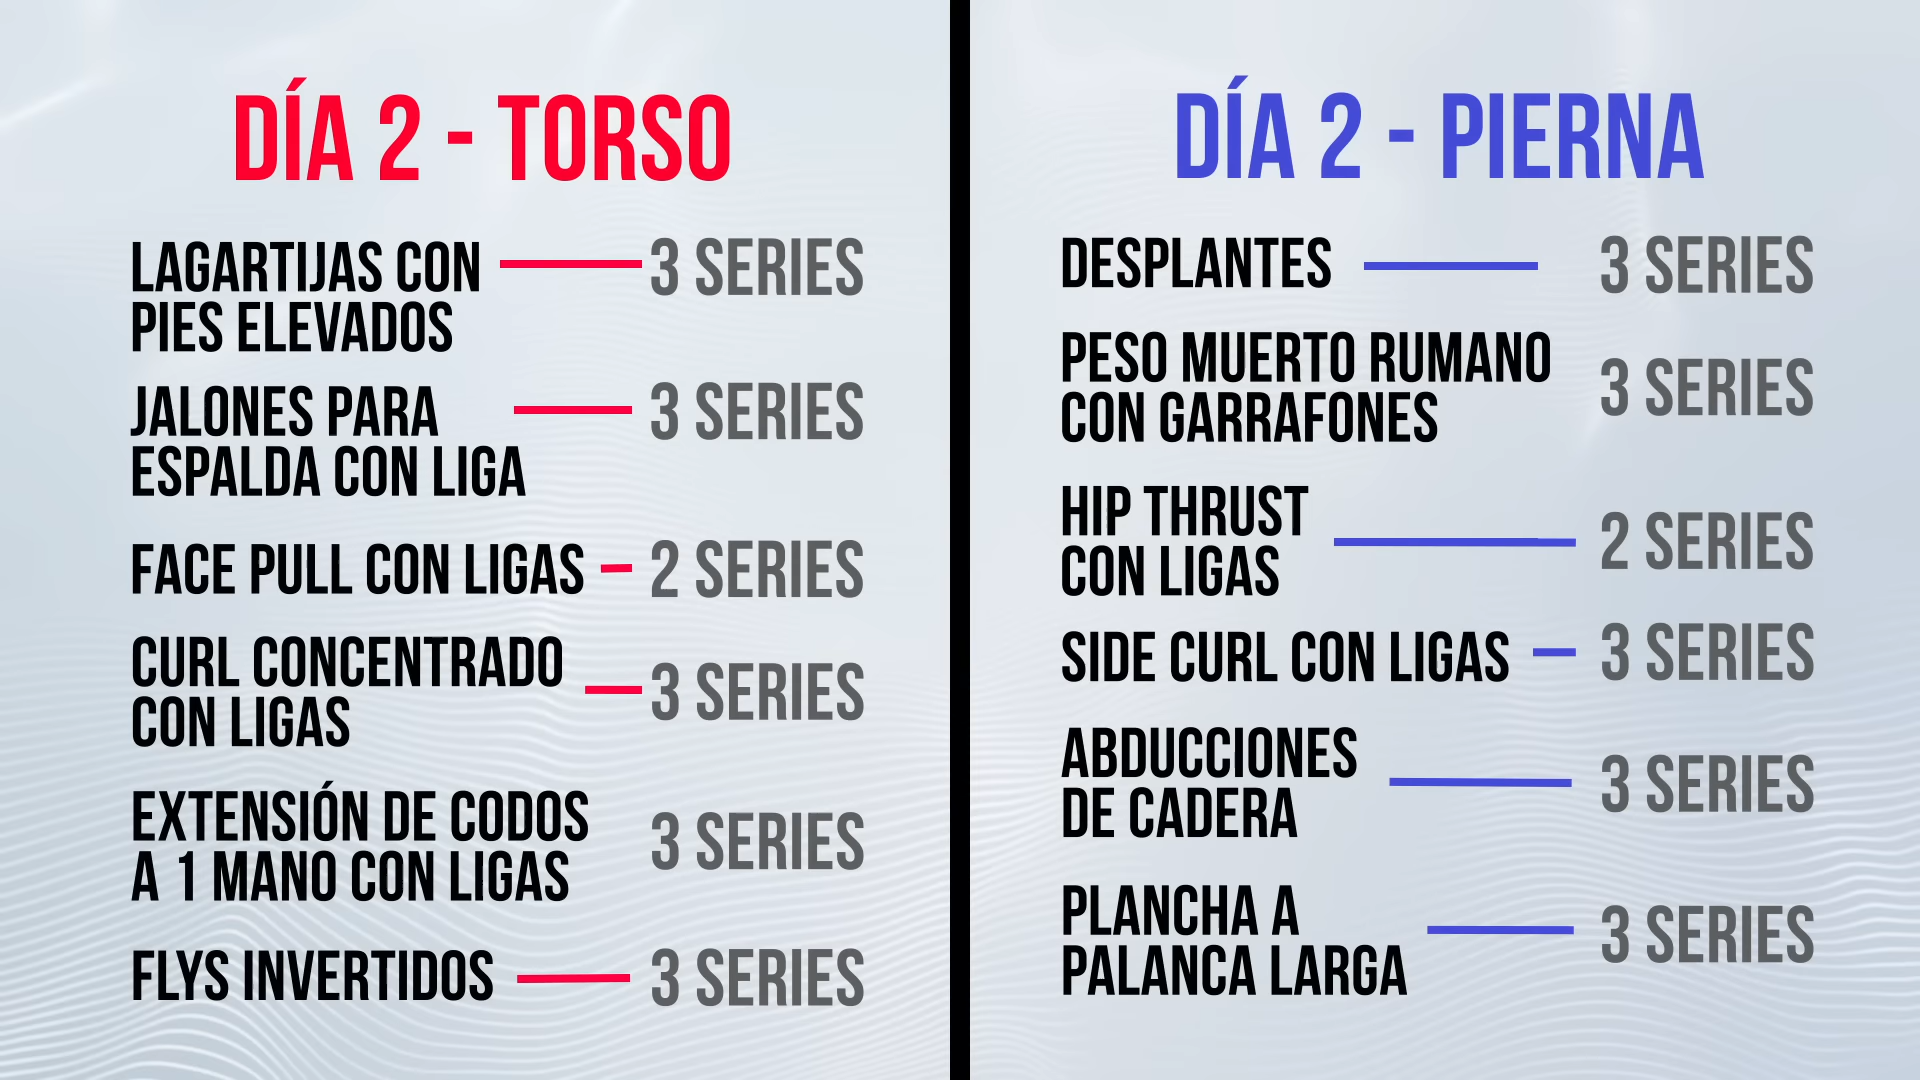 DÍA 2 - TORSO
LAGARTIJAS CON
PIES ELEVADOS
3 SERIES
JALONES PARA
ESPALDA CON LIGA
3 SERIES
FACE PULL CON LIGAS
2 SERIES
CURL CONCENTRADO
CON LIGAS
3 SERIES
EXTENSIÓN DE CODOS
A 1 MANO CON LIGAS
3 SERIES
FLYS INVERTIDOS
3 SERIES
DÍA 2 - PIERNA
DESPLANTES
3 SERIES
PESO MUERTO RUMANO
CON GARRAFONES
3 SERIES
HIP THRUST
CON LIGAS
2 SERIES
SIDE CURL CON LIGAS
3 SERIES
ABDUCCIONES
DE CADERA
3 SERIES
PLANCHA A
PALANCA LARGA
3 SERIES